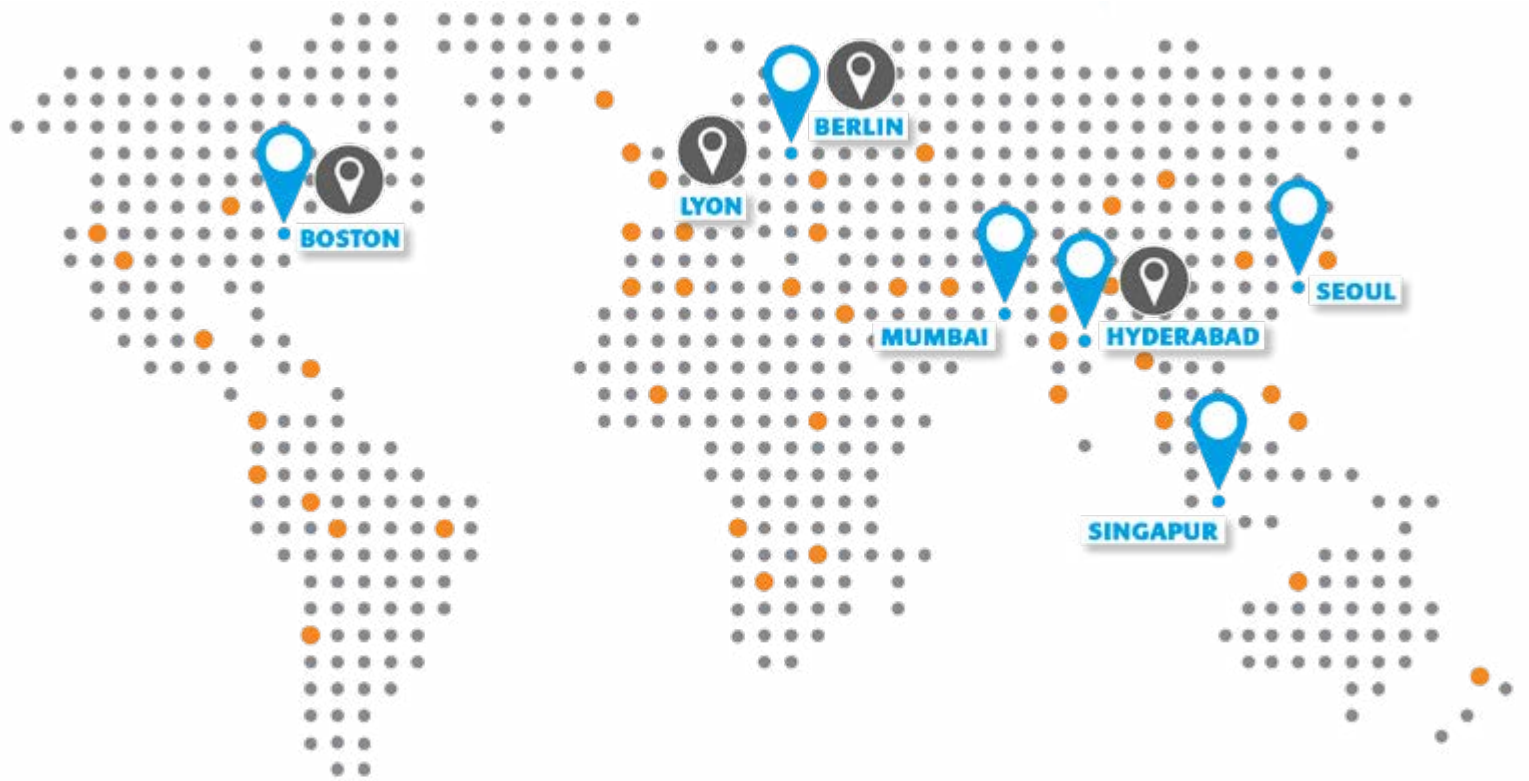 BERLIN
LYON
BOSTON
SEOUL
MUMBAI
HYDERABAD
SINGAPUR